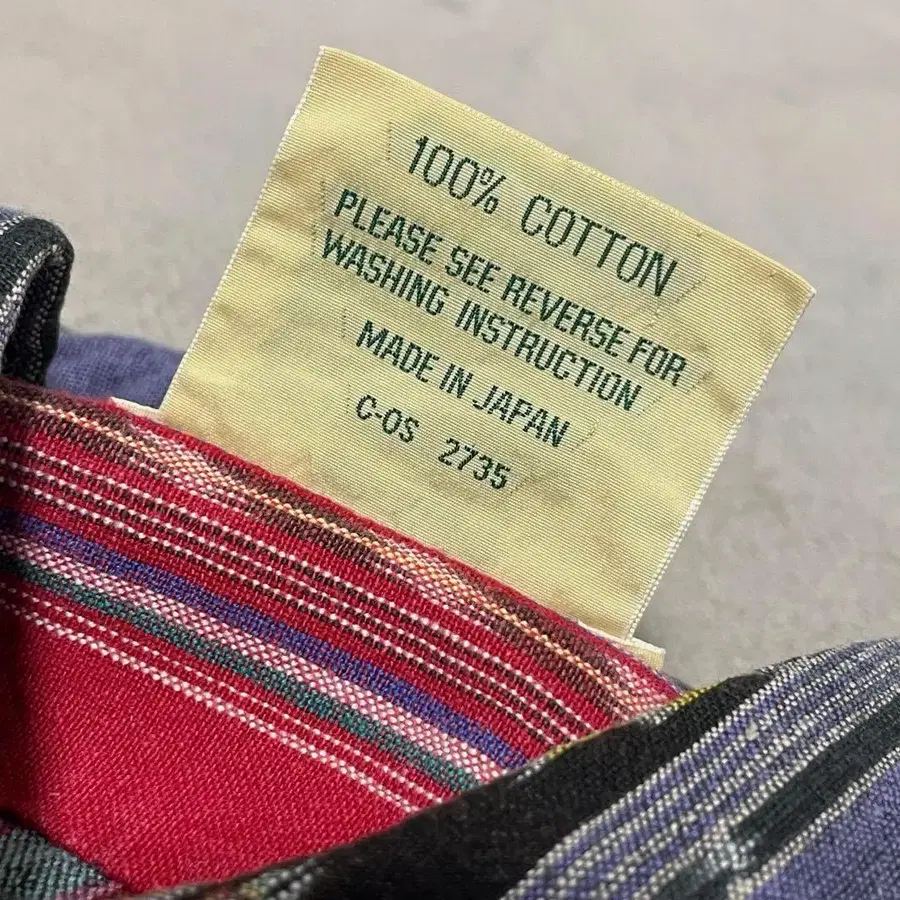 100% COTTON
PLEASE SEE REVERSE FOR
WASHING INSTRUCTION
MADE IN JAPAN
C-OS 2735